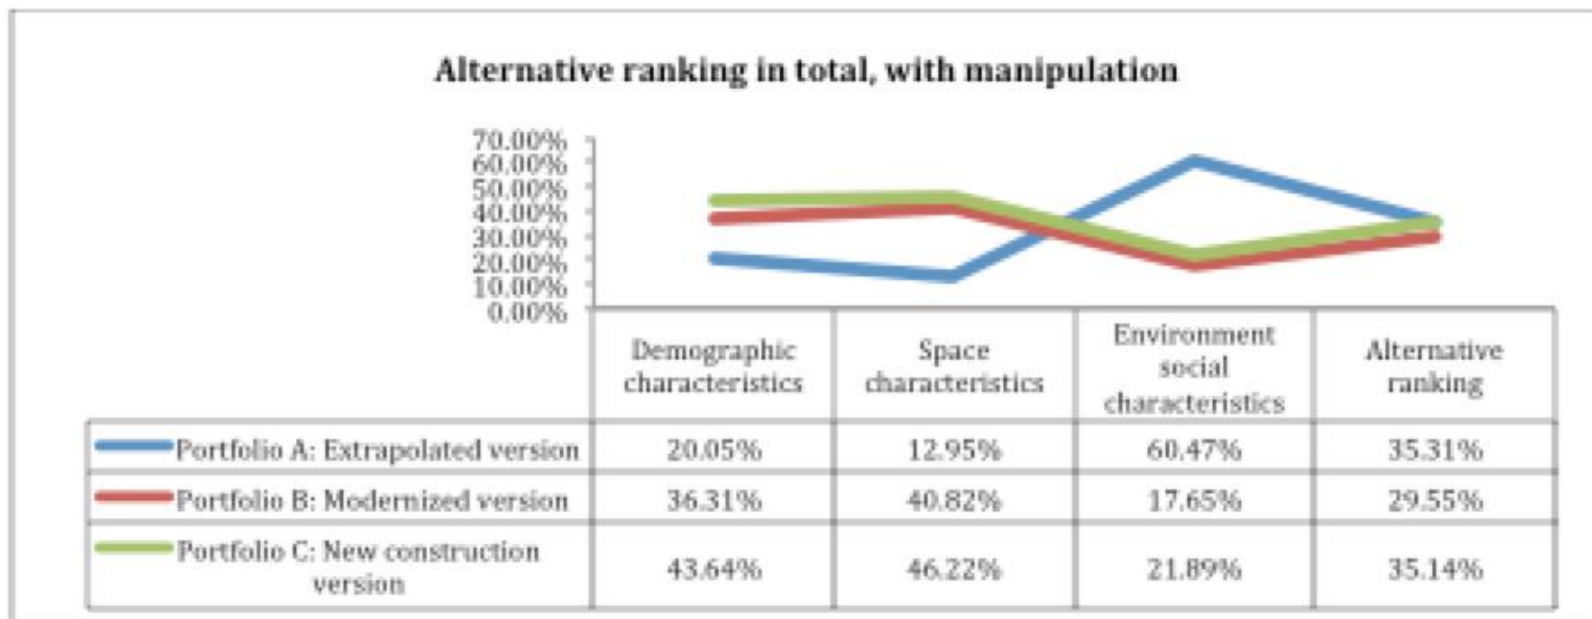 Alternative ranking in total, with manipulation
70.00%
60.00%
50.00%
40.00%
30.00%
20.00%
10.00%
0.00%
Demographic
characteristics
Space
characteristics
Environment
social
characteristics
Alternative
ranking
Portfolio A: Extrapolated version 20.05% 12.95% 60.47% 35.31%
Portfolio B: Modernized version 36.31% 40.82% 17.65% 29.55%
Portfolio C: New construction
version
43.64% 46.22% 21.89% 35.14%